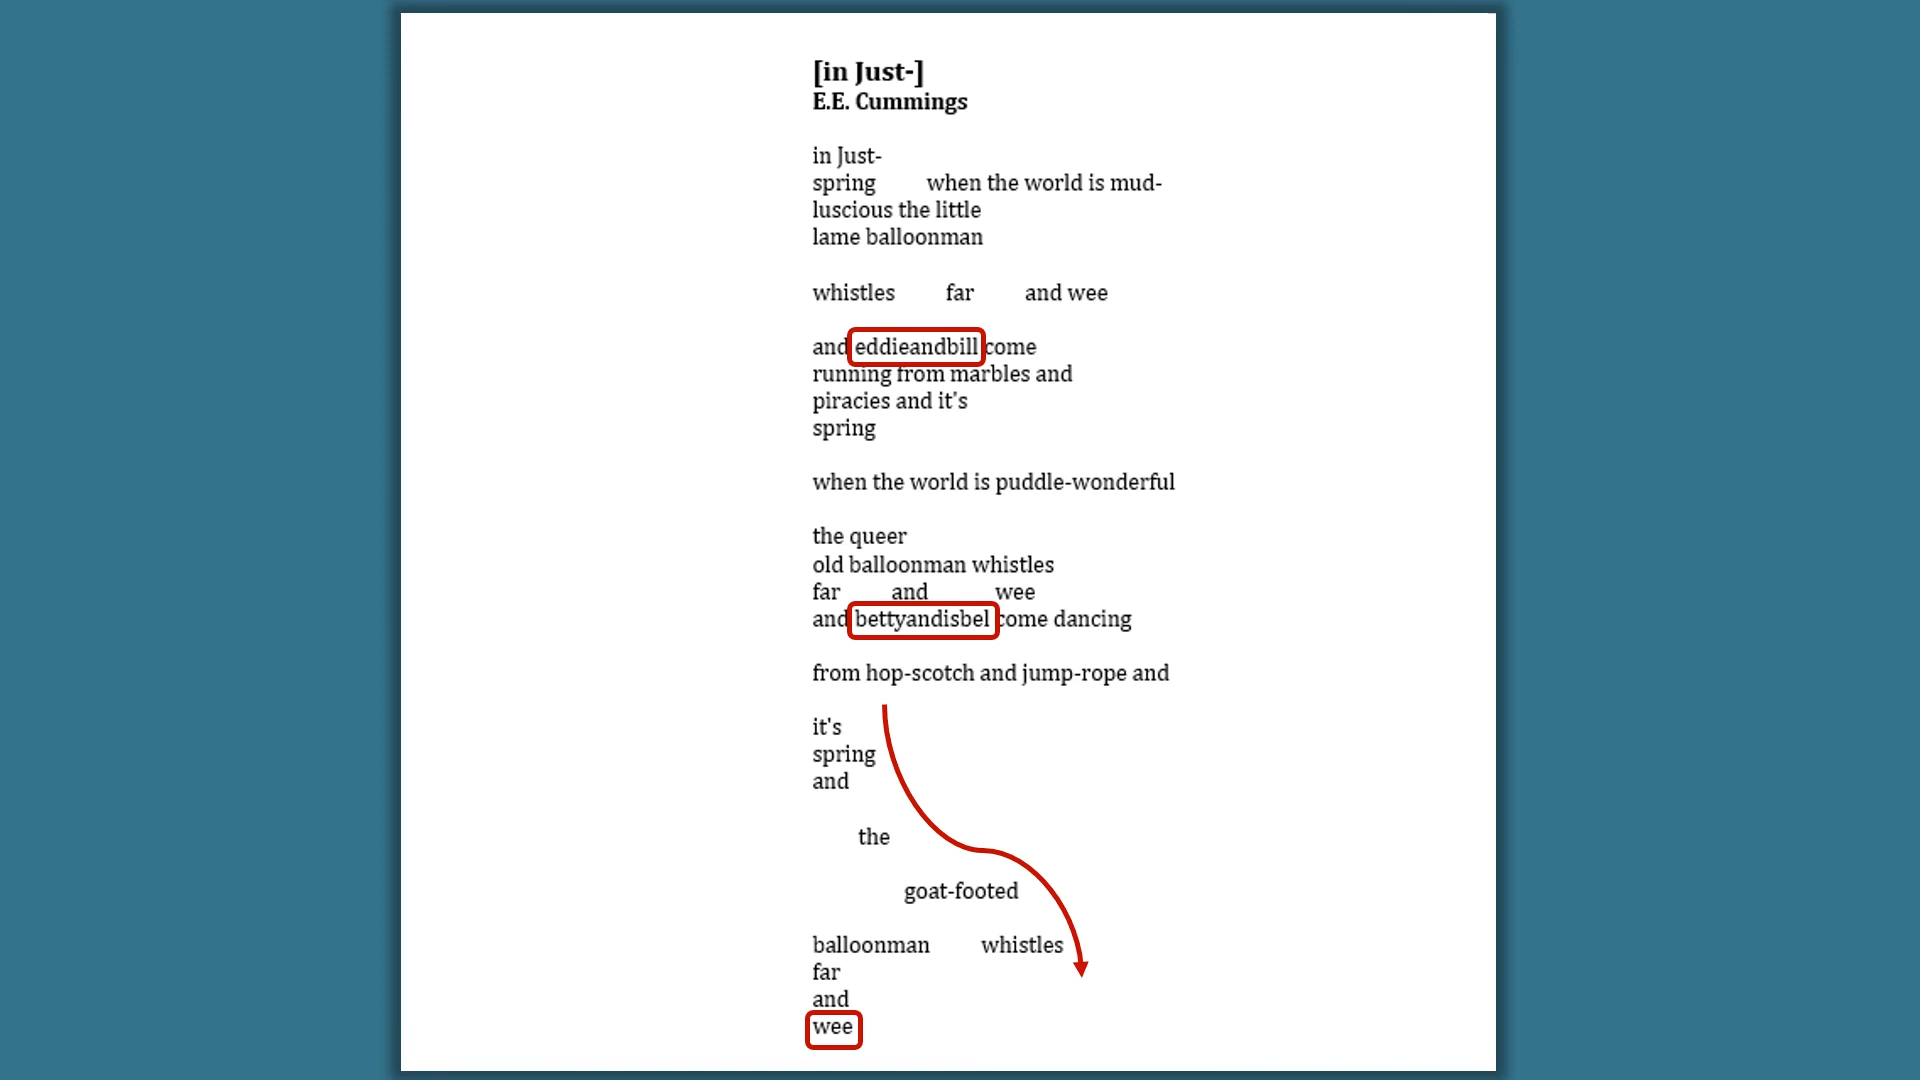 [in Just-]
E.E. Cummings
in Just-
spring when the world is mud-
luscious the little
lame balloonman
whistles far and wee
and eddieandbill come
running from marbles and
piracies and it's
spring
when the world is puddle-wonderful
the queer
old balloonman whistles
far and wee
and bettyandisbel come dancing
from hop-scotch and jump-rope and
it's
spring
and
the
goat-footed
balloonman whistles
far
and
wee